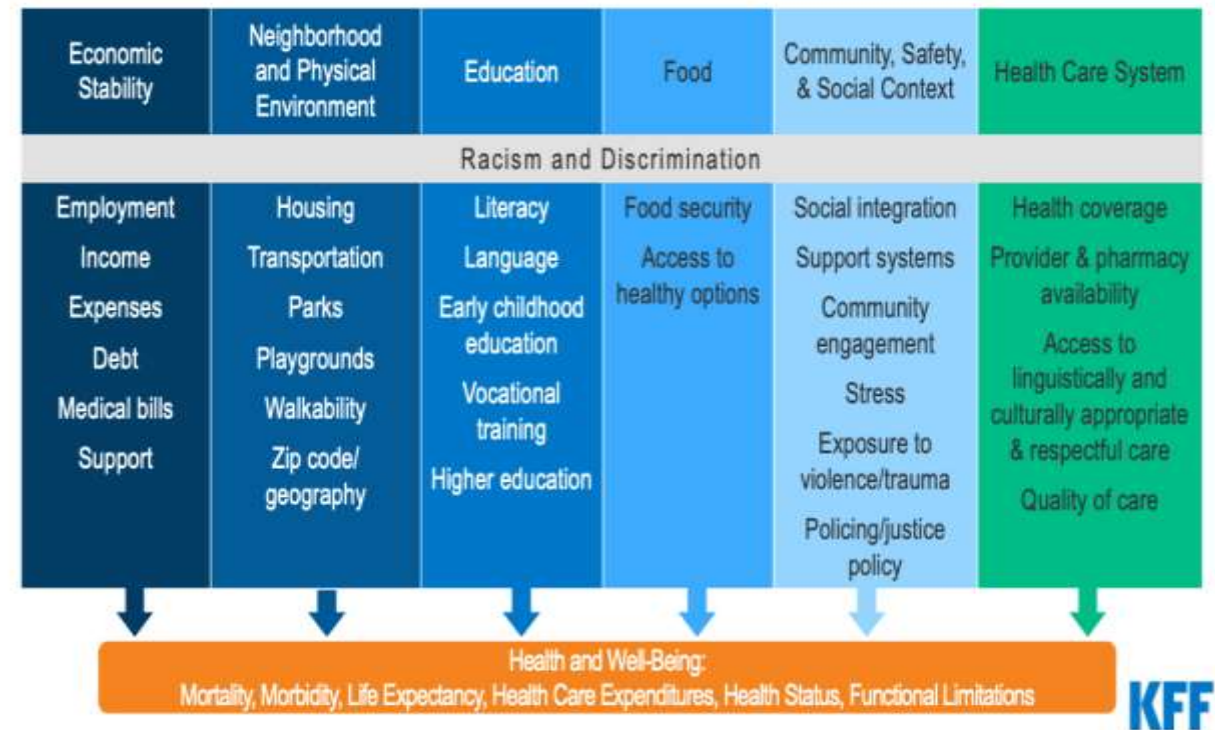 Economic
Stability
Neighborhood
and Physical
Environment
Education
Food
Community, Safety,
& Social Context
Health Care System
Racism and Discrimination
Employment
Income
Expenses
Debt
Medical bills
Support
Housing
Transportation
Parks
Playgrounds
Walkability
Zip code/
geography
Literacy
Language
Early childhood
education
Vocational
training
Higher education
Food security
Access to
healthy options
Social integration
Support systems
Community
engagement
Stress
Exposure to
violence/trauma
Policing/justice
policy
Health coverage
Provider & pharmacy
availability
Access to
linguistically and
culturally appropriate
& respectful care
Quality of care
Health and Well-Being:
Mortality, Morbidity, Life Expectancy, Health Care Expenditures, Health Status, Functional Limitations
KFF